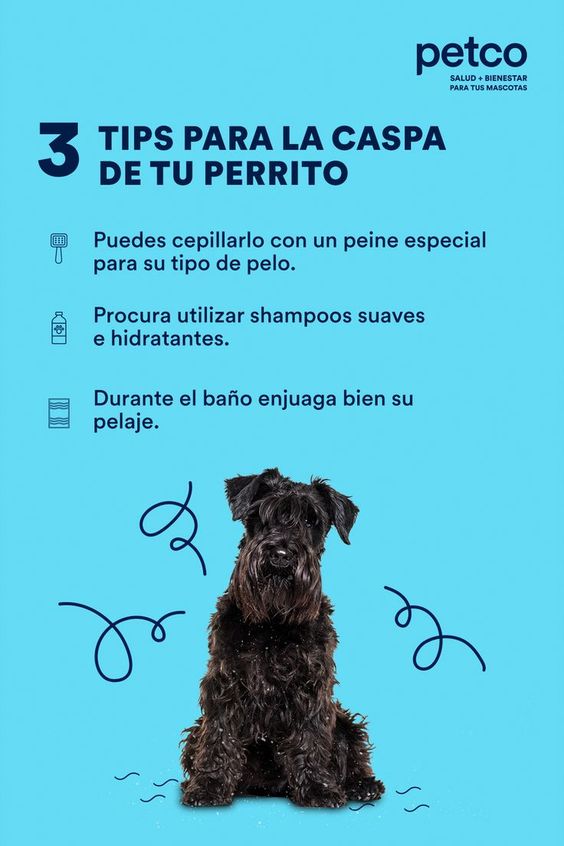 petco
SALUD + BIENESTAR
PARA TUS MASCOTAS
3 TIPS PARA LA CASPA
DE TU PERRITO
Puedes cepillarlo con un peine especial
para su tipo de pelo.
Procura utilizar shampoos suaves
e hidratantes.
Durante el baño enjuaga bien su
pelaje.